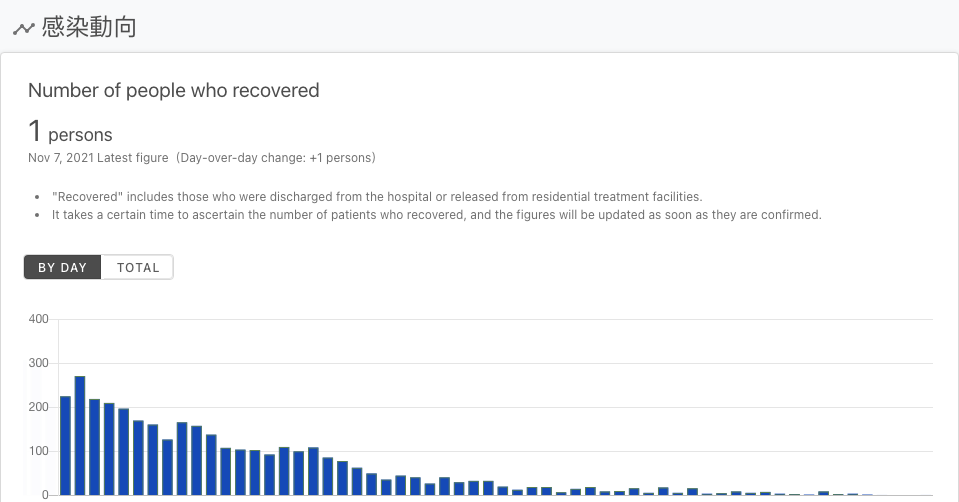 感染動向
Number of people who recovered
1 persons
Nov 7, 2021 Latest figure (Day-over-day change: +1 persons)
"Recovered" includes those who were discharged from the hospital or released from residential treatment facilities.
It takes a certain time to ascertain the number of patients who recovered, and the figures will be updated as soon as they are confirmed.
BY DAY TOTAL
400
300
200
100
0